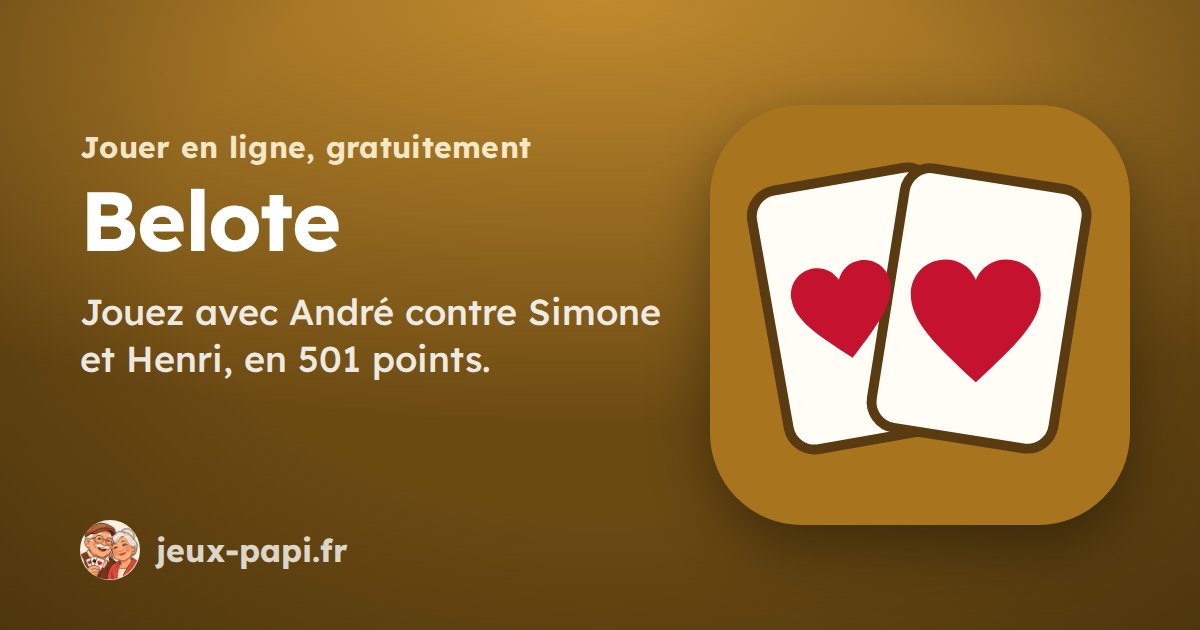 Jouer en ligne, gratuitement
Belote
Jouez avec André contre Simone
et Henri, en 501 points.
jeux-papi.fr